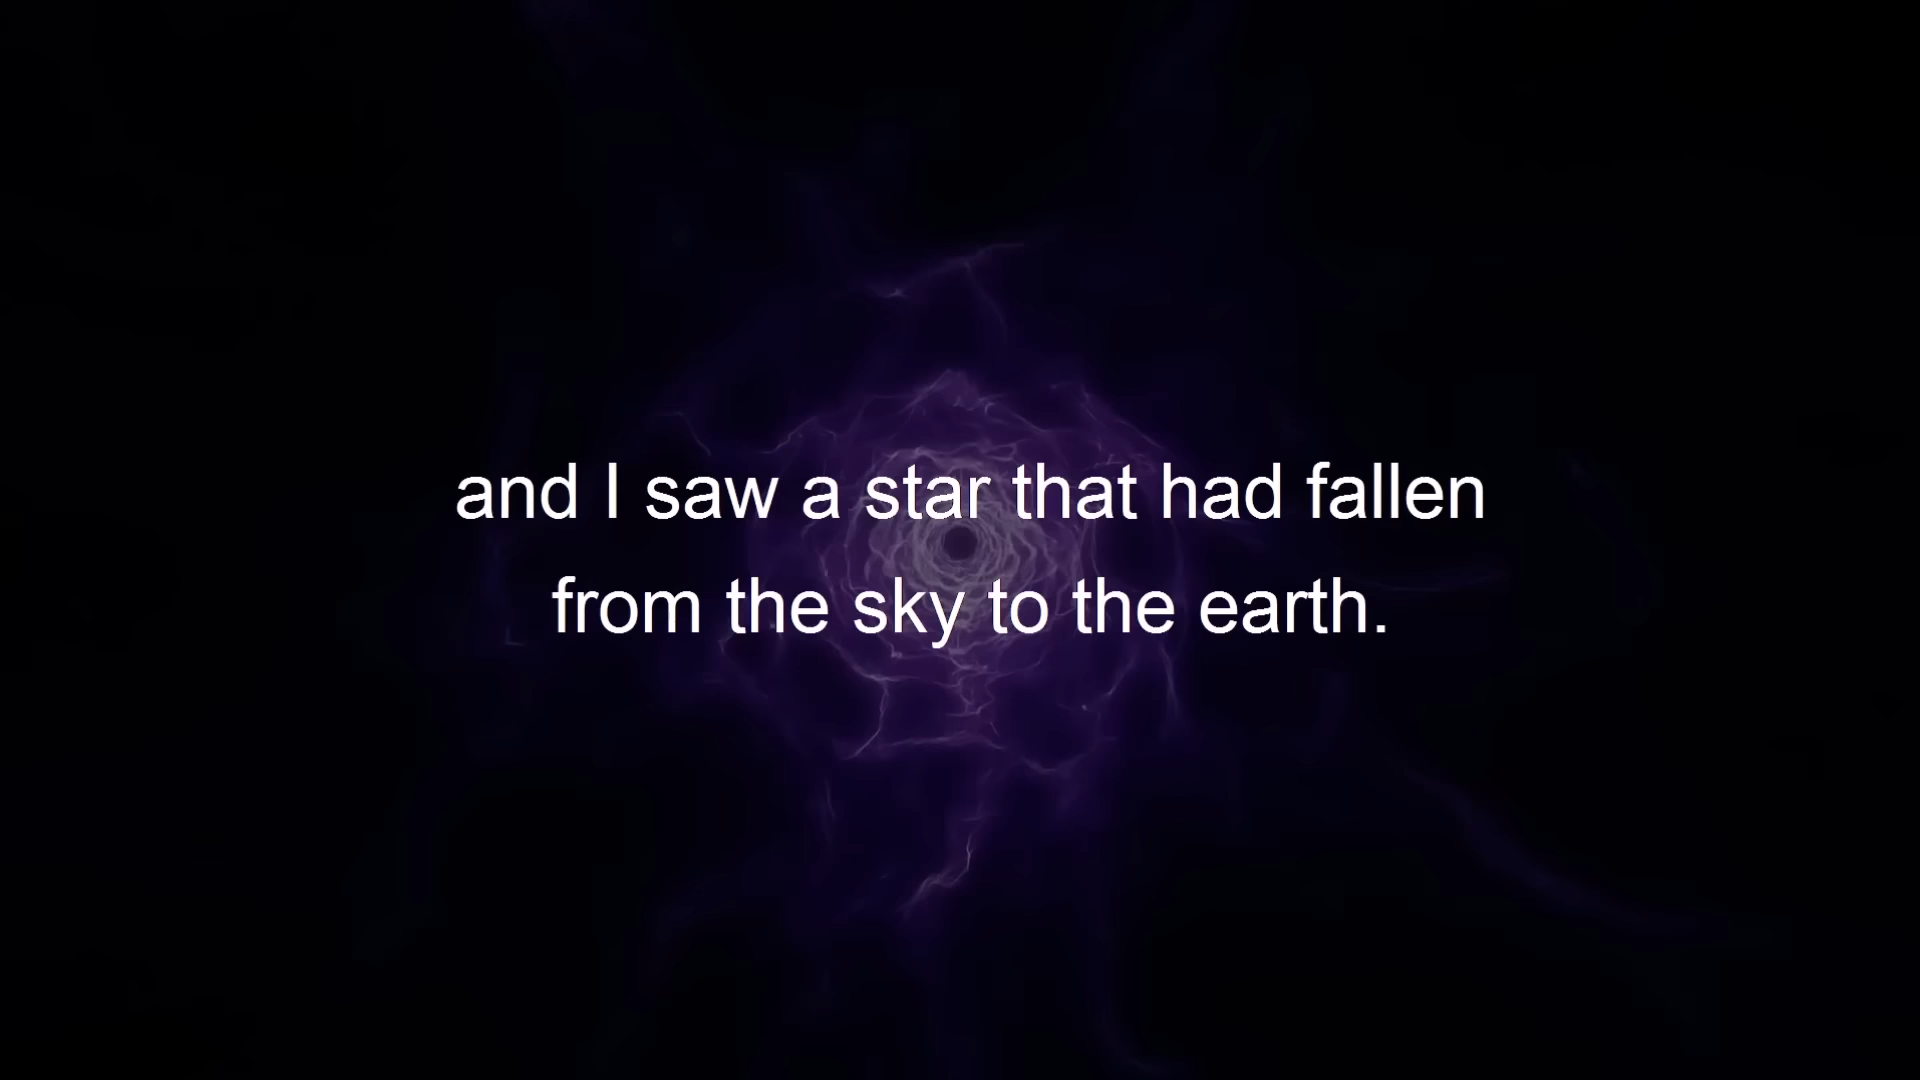 and I saw a star that had fallen
from the sky to the earth.